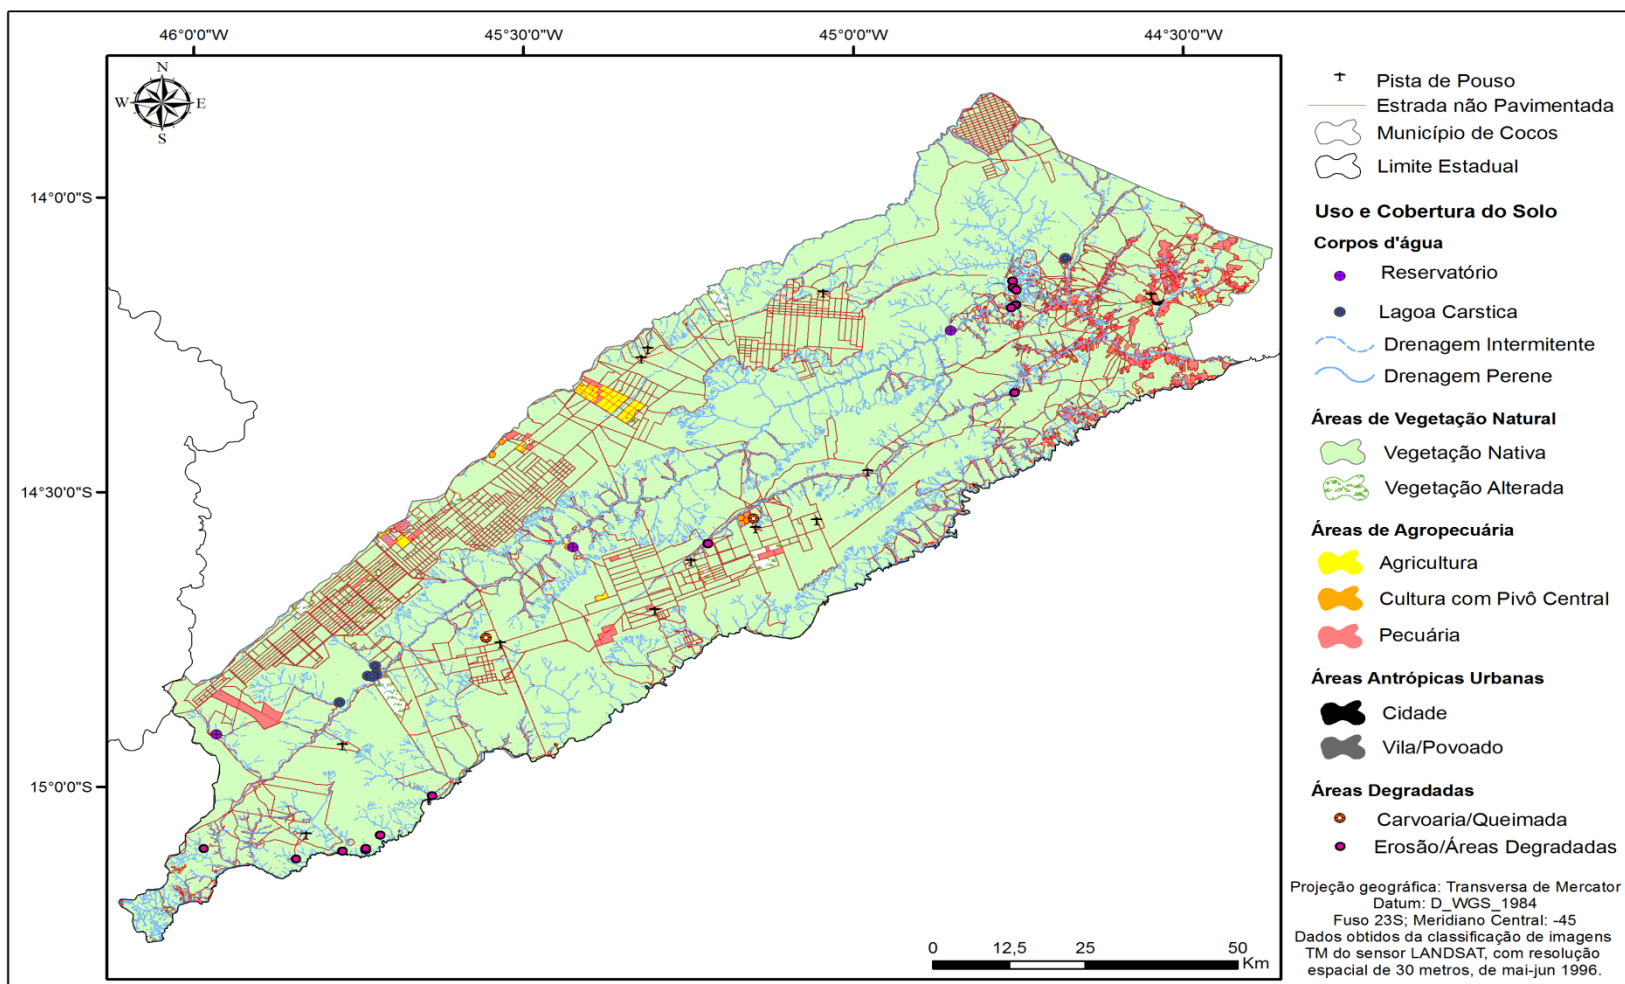 46°0'0"W
45°30'0"W
45°0'0"W
44°30'0"W
N
W
E
S
14°0'0"S
14°30'0"S
15°0'0"S
Pista de Pouso
Estrada não Pavimentada
Município de Cocos
Limite Estadual
Uso e Cobertura do Solo
Corpos d'água
Reservatório
Lagoa Carstica
Drenagem Intermitente
Drenagem Perene
Áreas de Vegetação Natural
Vegetação Nativa
Vegetação Alterada
Áreas de Agropecuária
Agricultura
Cultura com Pivô Central
Pecuária
Áreas Antrópicas Urbanas
Cidade
Vila/Povoado
Áreas Degradadas
Carvoaria/Queimada
Erosão/Áreas Degradadas
Projeção geográfica: Transversa de Mercator
Datum: D_WGS_1984
Fuso 23S; Meridiano Central: -45
Dados obtidos da classificação de imagens
TM do sensor LANDSAT, com resolução
espacial de 30 metros, de mai-jun 1996.
0 12,5 25 50
Km